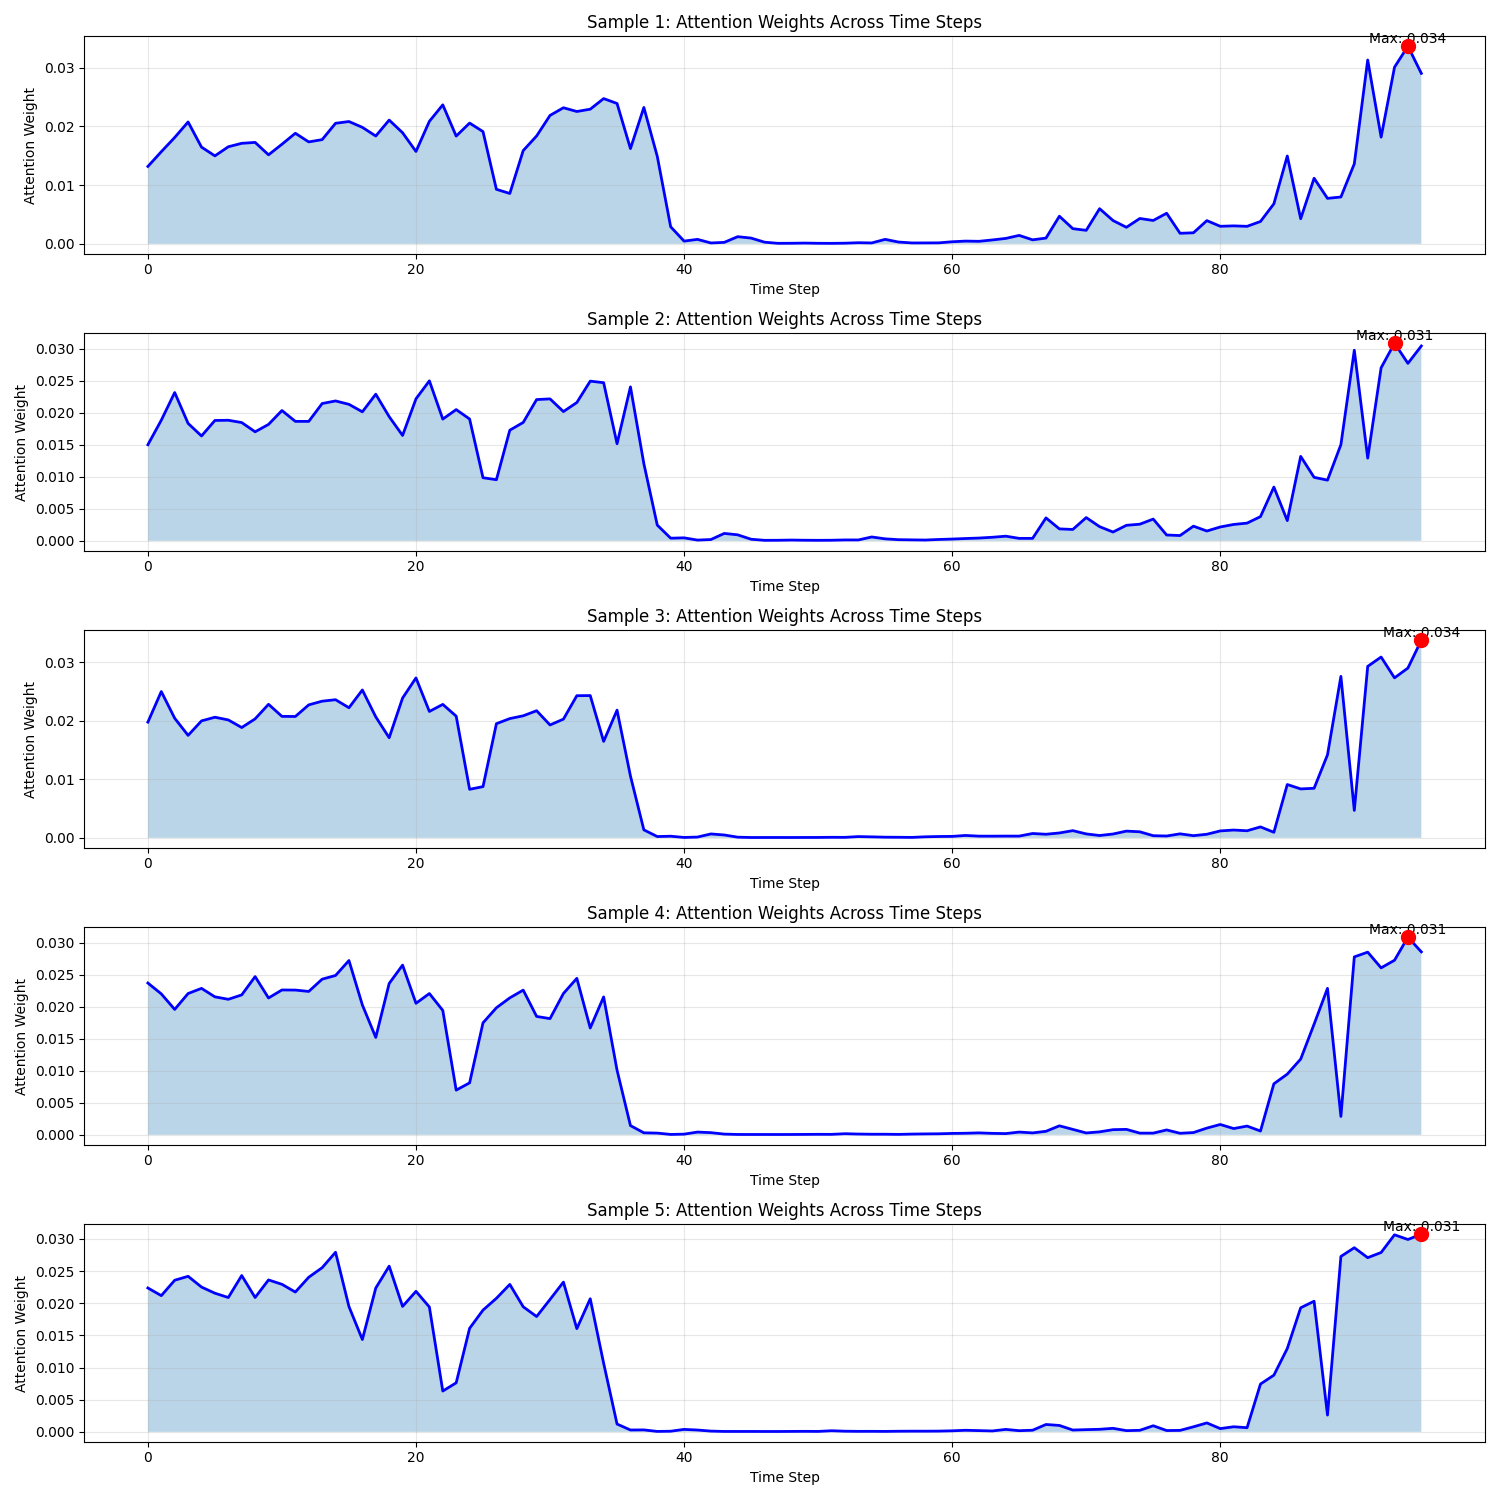 Sample 1: Attention Weights Across Time Steps
Max: 0.034
Attention Weight
0.03
0.02
0.01
0.00
0 20 40 60 80
Time Step
Sample 2: Attention Weights Across Time Steps
Max: 0.031
Attention Weight
0.030
0.025
0.020
0.015
0.010
0.005
0.000
0 20 40 60 80
Time Step
Sample 3: Attention Weights Across Time Steps
Max: 0.034
Attention Weight
0.03
0.02
0.01
0.00
0 20 40 60 80
Time Step
Sample 4: Attention Weights Across Time Steps
Max: 0.031
Attention Weight
0.030
0.025
0.020
0.015
0.010
0.005
0.000
0 20 40 60 80
Time Step
Sample 5: Attention Weights Across Time Steps
Max: 0.031
Attention Weight
0.030
0.025
0.020
0.015
0.010
0.005
0.000
0 20 40 60 80
Time Step